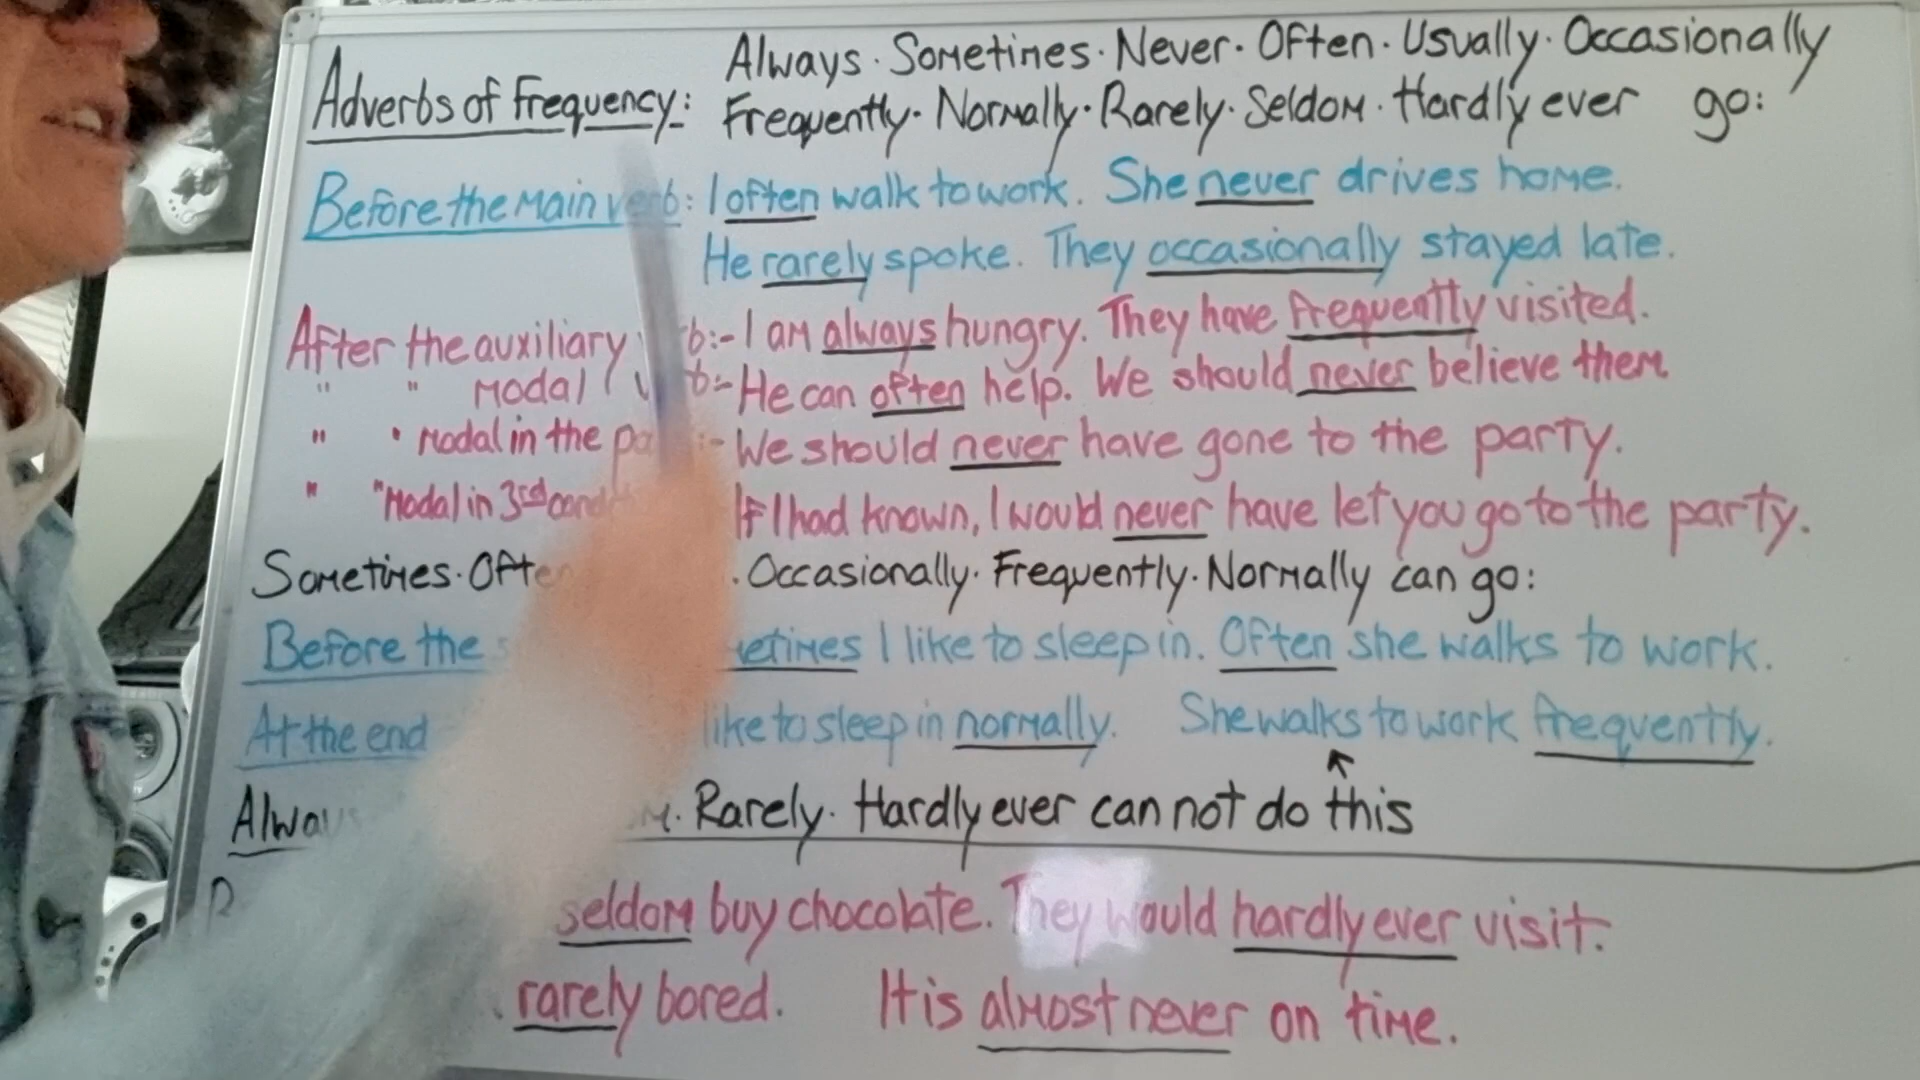 Always · Sometimes · Never · Often · Usually · Occasionally
Adverbs of frequency: Frequently · Normally · Rarely · Seldom · Hardly ever go:
Before the main verb: I often walk to work. She never drives home.
He rarely spoke. They occasionally stayed late.
After the auxiliary :- I am always hungry. They have frequently visited.
" " modal :- He can often help. We should never believe them.
" " modal in the :- We should never have gone to the party.
" " Modal in 3rd If I had known, I would never have let you go to the party.
Sometimes · Often · Occasionally · Frequently · Normally can go:
Before the I like to sleep in. Often she walks to work.
At the end like to sleep in normally. She walks to work frequently.
Always Rarely · Hardly ever can not do this
seldom buy chocolate. They would hardly ever visit.
rarely bored. It is almost never on time.